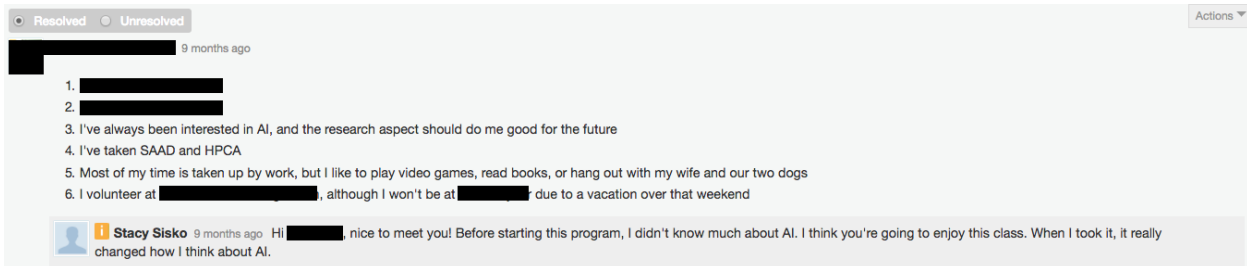 Resolved Unresolved Actions
9 months ago
1.
2.
3. I've always been interested in AI, and the research aspect should do me good for the future
4. I've taken SAAD and HPCA
5. Most of my time is taken up by work, but I like to play video games, read books, or hang out with my wife and our two dogs
6. I volunteer at , although I won't be at due to a vacation over that weekend
i Stacy Sisko 9 months ago Hi , nice to meet you! Before starting this program, I didn't know much about AI. I think you're going to enjoy this class. When I took it, it really
changed how I think about AI.